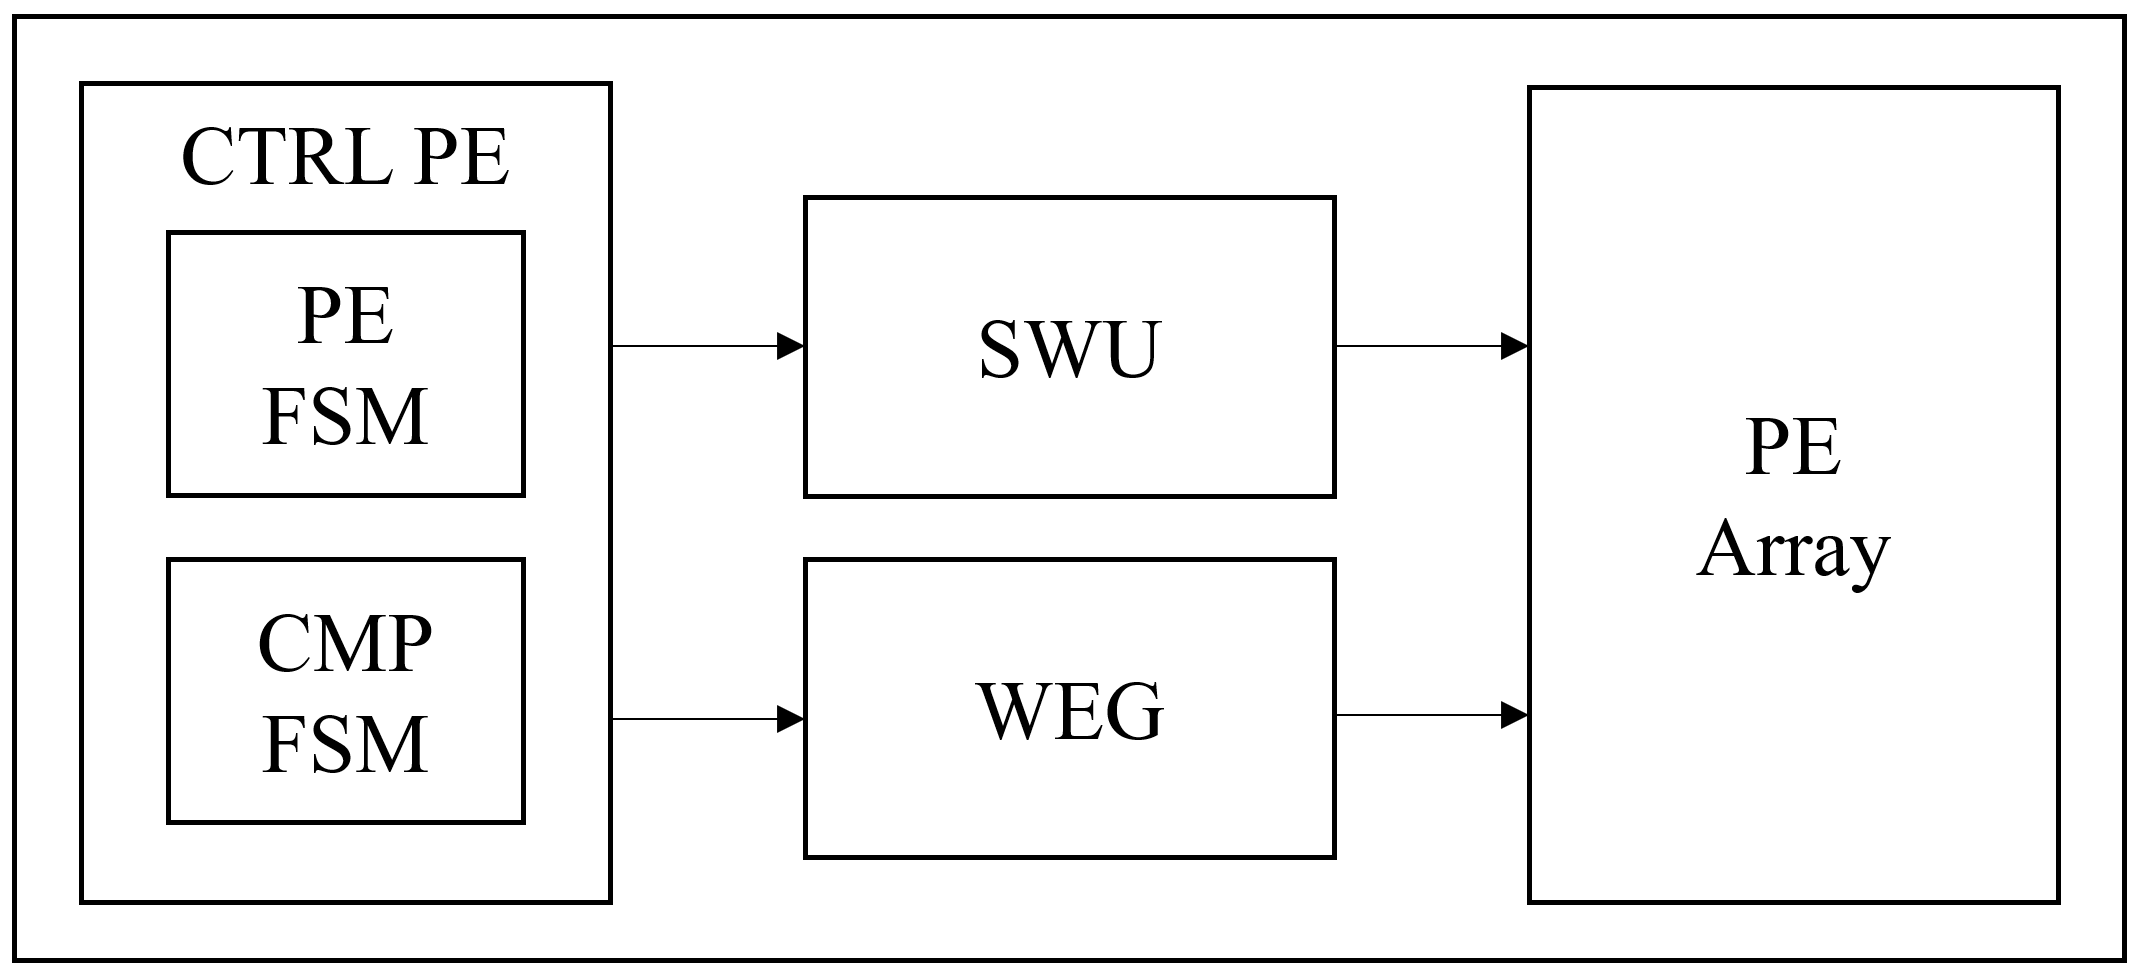 CTRL PE
PE
FSM
CMP
FSM
SWU
WEG
PE
Array